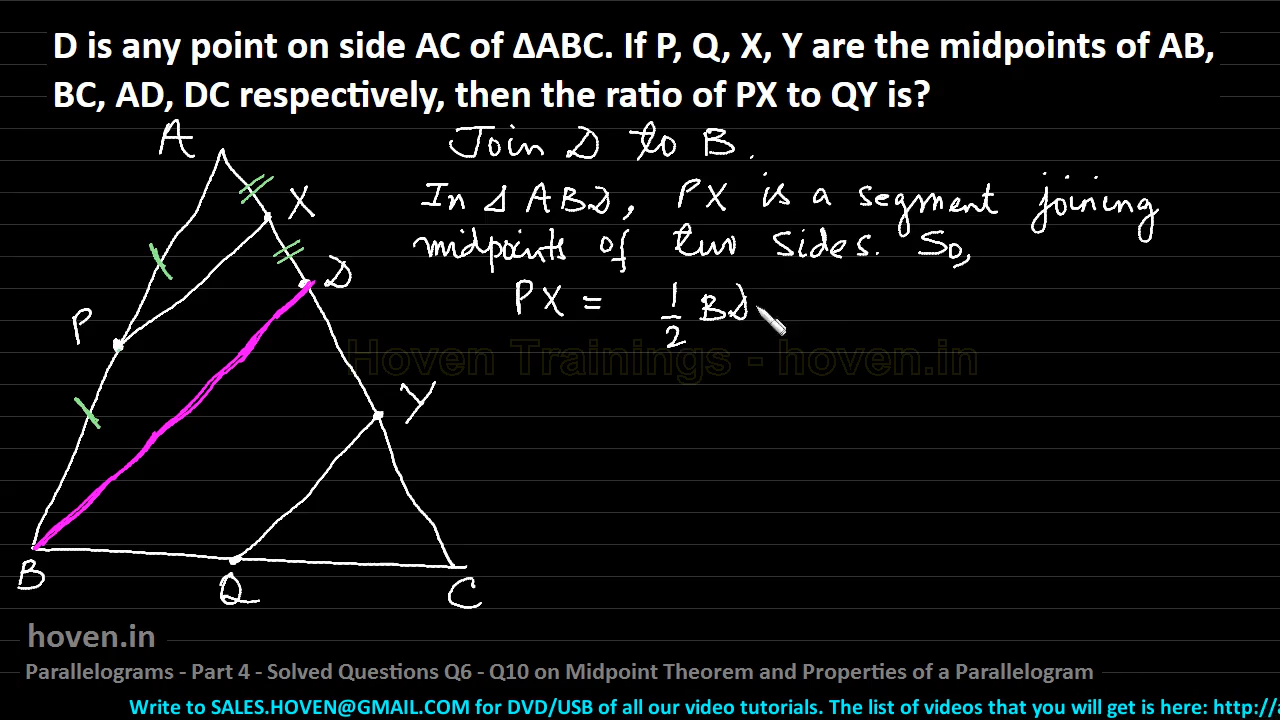 D is any point on side AC of ΔABC. If P, Q, X, Y are the midpoints of AB,
BC, AD, DC respectively, then the ratio of PX to QY is?
A
Join D to B.
X
In Δ ABD, PX is a segment joining
midpoints of two sides. So,
D
PX = 1/2 BD
P
Hoven Trainings - hoven.in
Y
B
Q
C
hoven.in
Parallelograms - Part 4 - Solved Questions Q6 - Q10 on Midpoint Theorem and Properties of a Parallelogram
Write to SALES.HOVEN@GMAIL.COM for DVD/USB of all our video tutorials. The list of videos that you will get is here: http://a